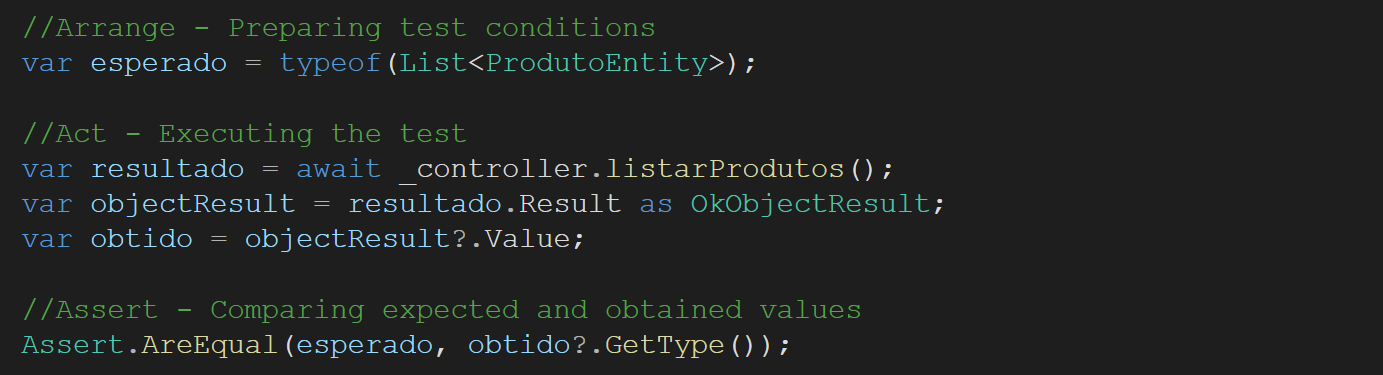 //Arrange - Preparing test conditions
var esperado = typeof(List<ProdutoEntity>);
//Act - Executing the test
var resultado = await _controller.listarProdutos();
var objectResult = resultado.Result as OkObjectResult;
var obtido = objectResult?.Value;
//Assert - Comparing expected and obtained values
Assert.AreEqual(esperado, obtido?.GetType());